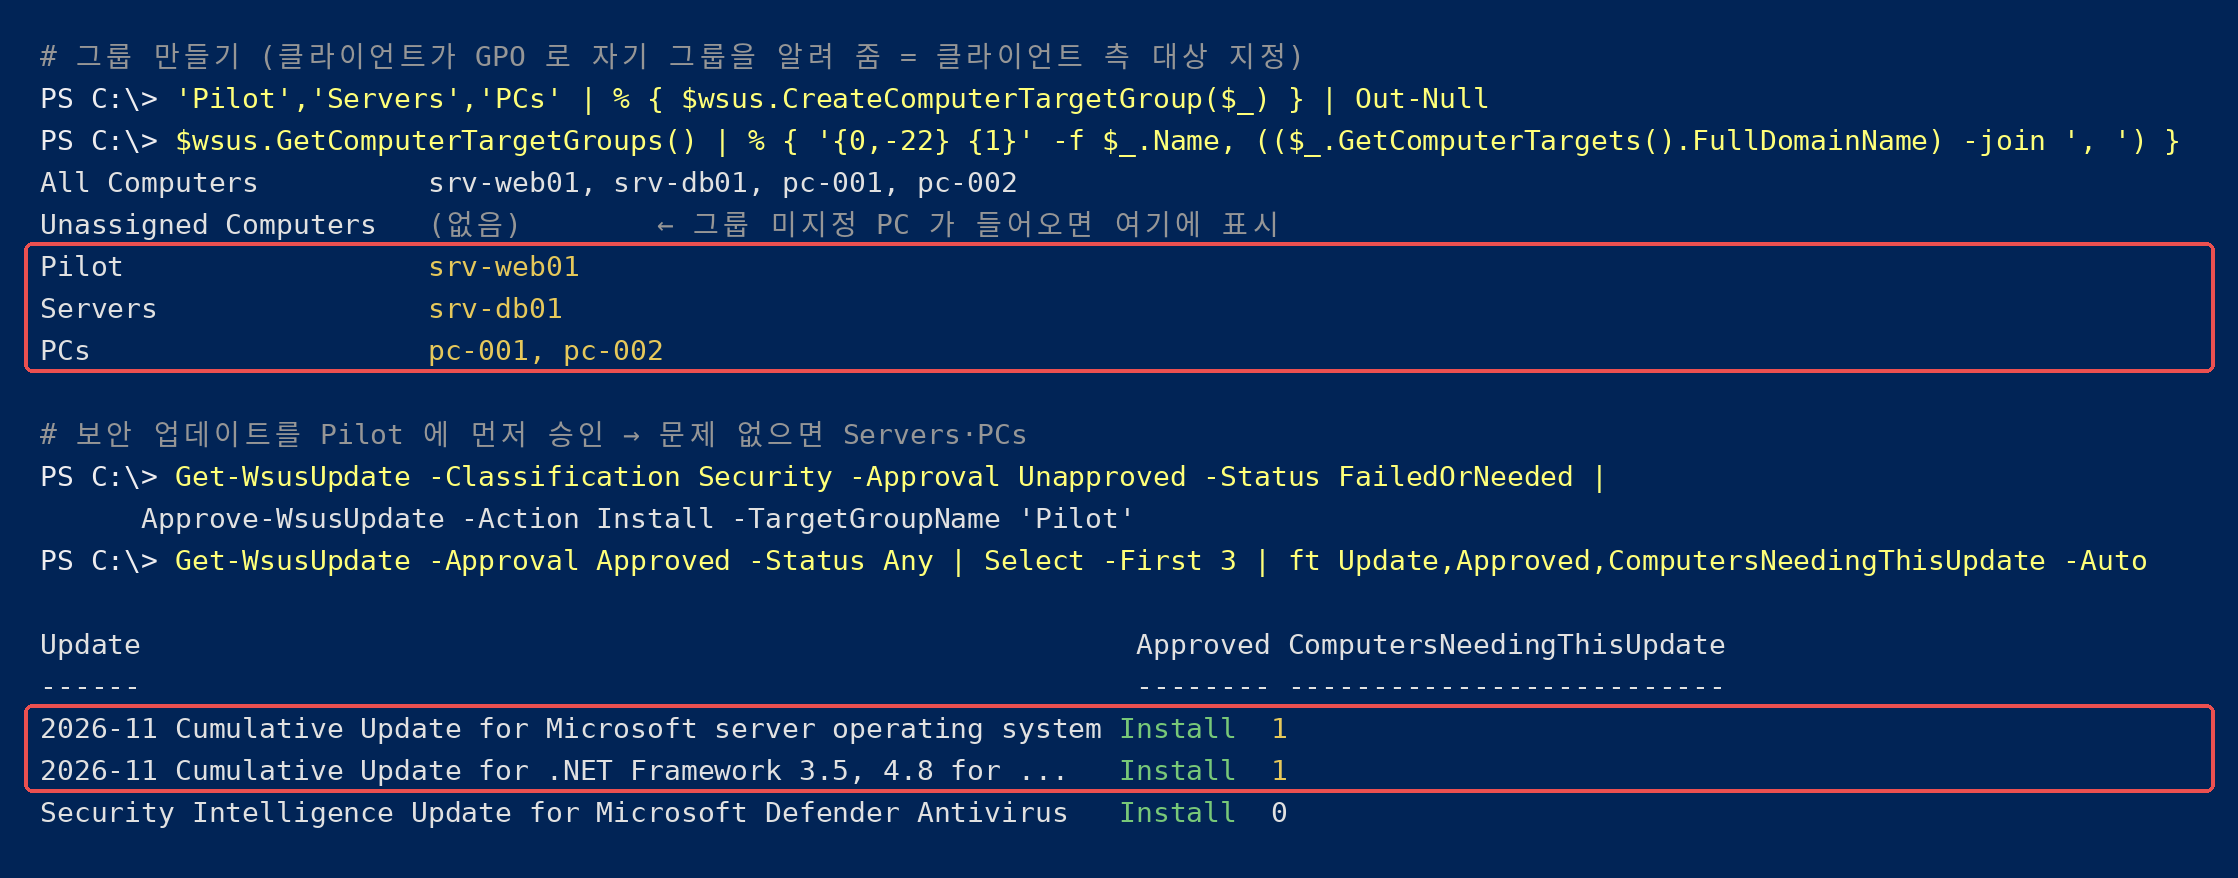 # 그룹 만들기 (클라이언트가 GPO 로 자기 그룹을 알려 줌 = 클라이언트 측 대상 지정)
PS C:\> 'Pilot','Servers','PCs' | % { $wsus.CreateComputerTargetGroup($_) } | Out-Null
PS C:\> $wsus.GetComputerTargetGroups() | % { '{0,-22} {1}' -f $_.Name, (($_.GetComputerTargets().FullDomainName) -join ', ') }
All Computers          srv-web01, srv-db01, pc-001, pc-002
Unassigned Computers   (없음)        ← 그룹 미지정 PC 가 들어오면 여기에 표시
Pilot                  srv-web01
Servers                srv-db01
PCs                    pc-001, pc-002
# 보안 업데이트를 Pilot 에 먼저 승인 → 문제 없으면 Servers·PCs
PS C:\> Get-WsusUpdate -Classification Security -Approval Unapproved -Status FailedOrNeeded |
      Approve-WsusUpdate -Action Install -TargetGroupName 'Pilot'
PS C:\> Get-WsusUpdate -Approval Approved -Status Any | Select -First 3 | ft Update,Approved,ComputersNeedingThisUpdate -Auto
Update                                                           Approved ComputersNeedingThisUpdate
------                                                           -------- --------------------------
2026-11 Cumulative Update for Microsoft server operating system Install  1
2026-11 Cumulative Update for .NET Framework 3.5, 4.8 for ...   Install  1
Security Intelligence Update for Microsoft Defender Antivirus   Install  0